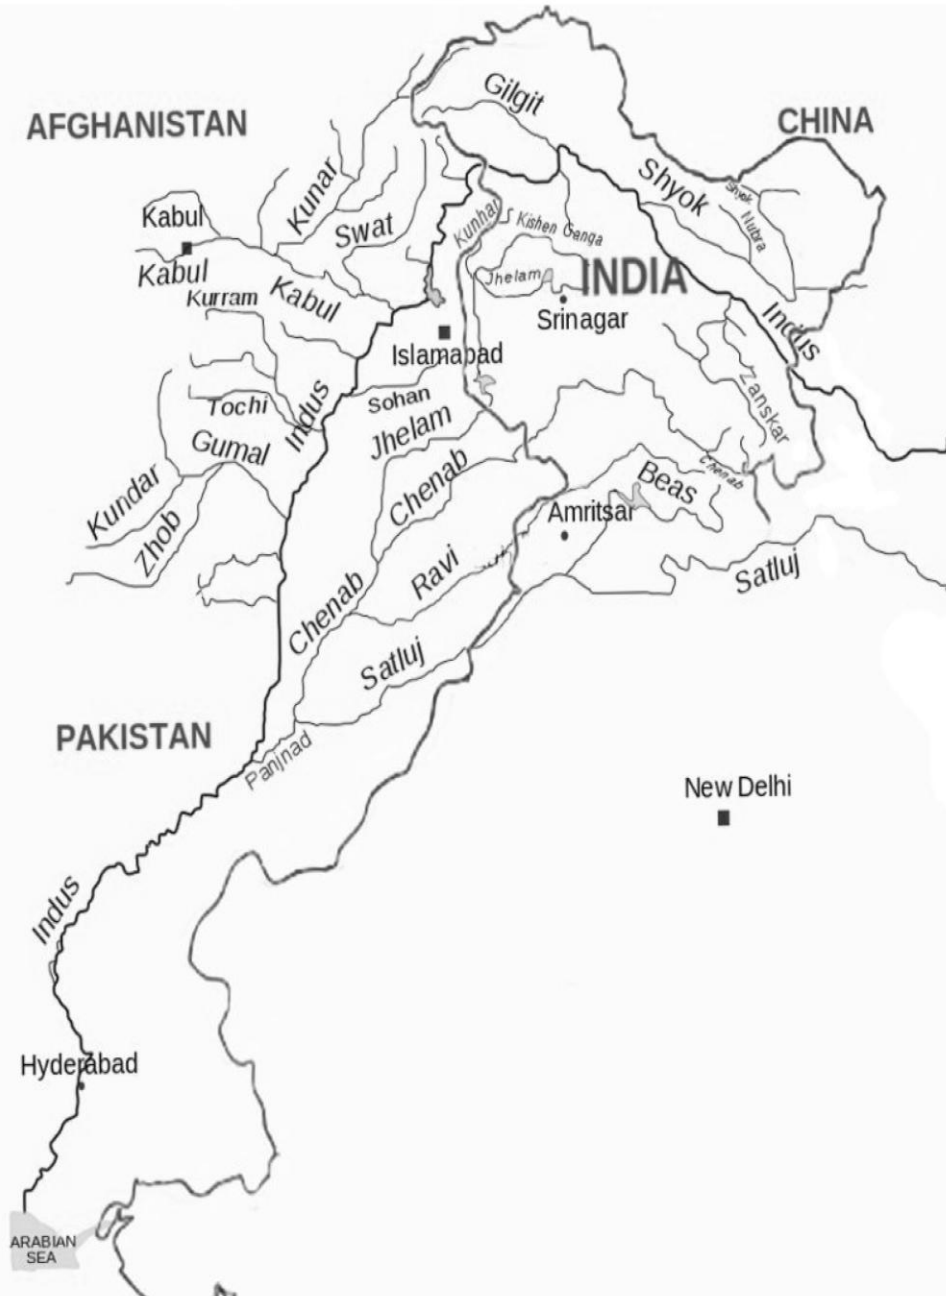 Gilgit
AFGHANISTAN
CHINA
Shyok
Shyok
Kunar
Nubra
Kabul
Swat
Kunhar
Kishen Ganga
Kabul
Kabul
Jhelam
INDIA
Kurram
Srinagar
Indus
Islamabad
Zanskar
Sohan
Tochi
Indus
Jhelam
Gumal
Chenab
Chenab
Beas
Kundar
Zhob
Amritsar
Ravi
Satluj
Chenab
Satluj
PAKISTAN
Panjnad
New Delhi
Indus
Hyderabad
ARABIAN
SEA